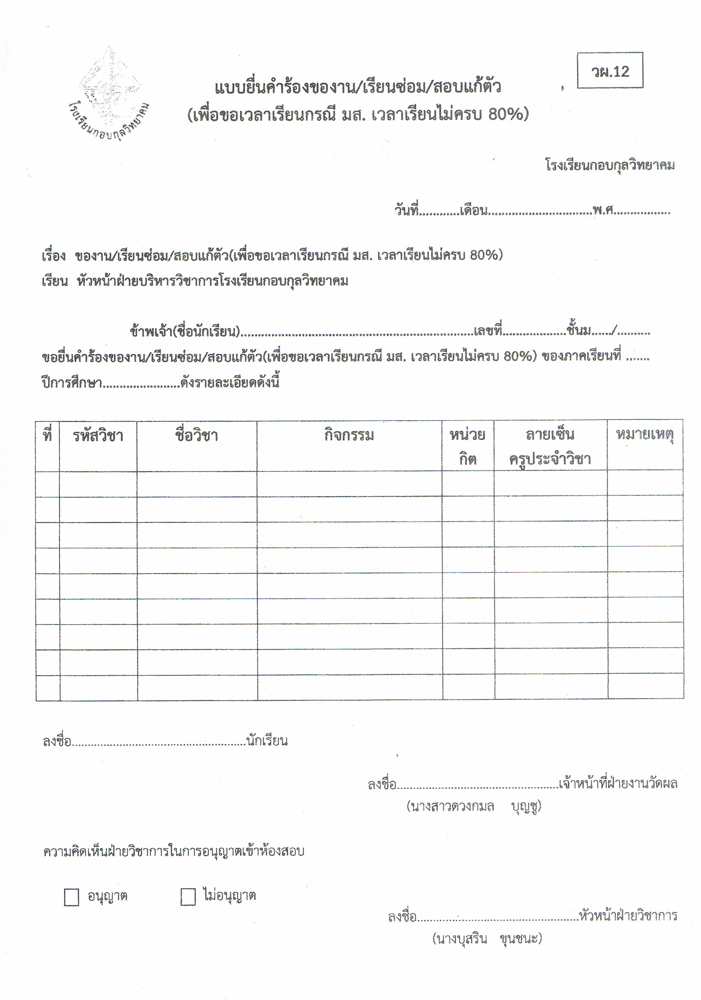 วผ.12
แบบยื่นคำร้องของาน/เรียนซ่อม/สอบแก้ตัว
(เพื่อขอเวลาเรียนกรณี มส. เวลาเรียนไม่ครบ 80%)
โรงเรียนกอบกุลวิทยาคม
โรงเรียนกอบกุลวิทยาคม
วันที่............เดือน...............................พ.ศ.................
เรื่อง ของาน/เรียนซ่อม/สอบแก้ตัว(เพื่อขอเวลาเรียนกรณี มส. เวลาเรียนไม่ครบ 80%)
เรียน หัวหน้าฝ่ายบริหารวิชาการโรงเรียนกอบกุลวิทยาคม
ข้าพเจ้า(ชื่อนักเรียน)......................................................................เลขที่...................ชั้นม....../..........
ขอยื่นคำร้องของาน/เรียนซ่อม/สอบแก้ตัว(เพื่อขอเวลาเรียนกรณี มส. เวลาเรียนไม่ครบ 80%) ของภาคเรียนที่ .......
ปีการศึกษา.......................ดังรายละเอียดดังนี้
ที่ รหัสวิชา ชื่อวิชา กิจกรรม หน่วย ลายเซ็น หมายเหตุ
กิต ครูประจำวิชา
ลงชื่อ.......................................................นักเรียน
ลงชื่อ...................................................เจ้าหน้าที่ฝ่ายงานวัดผล
(นางสาวดวงกมล บุญชู)
ความคิดเห็นฝ่ายวิชาการในการอนุญาตเข้าห้องสอบ
อนุญาต ไม่อนุญาต
ลงชื่อ...................................................หัวหน้าฝ่ายวิชาการ
(นางบุสริน ขุนชนะ)